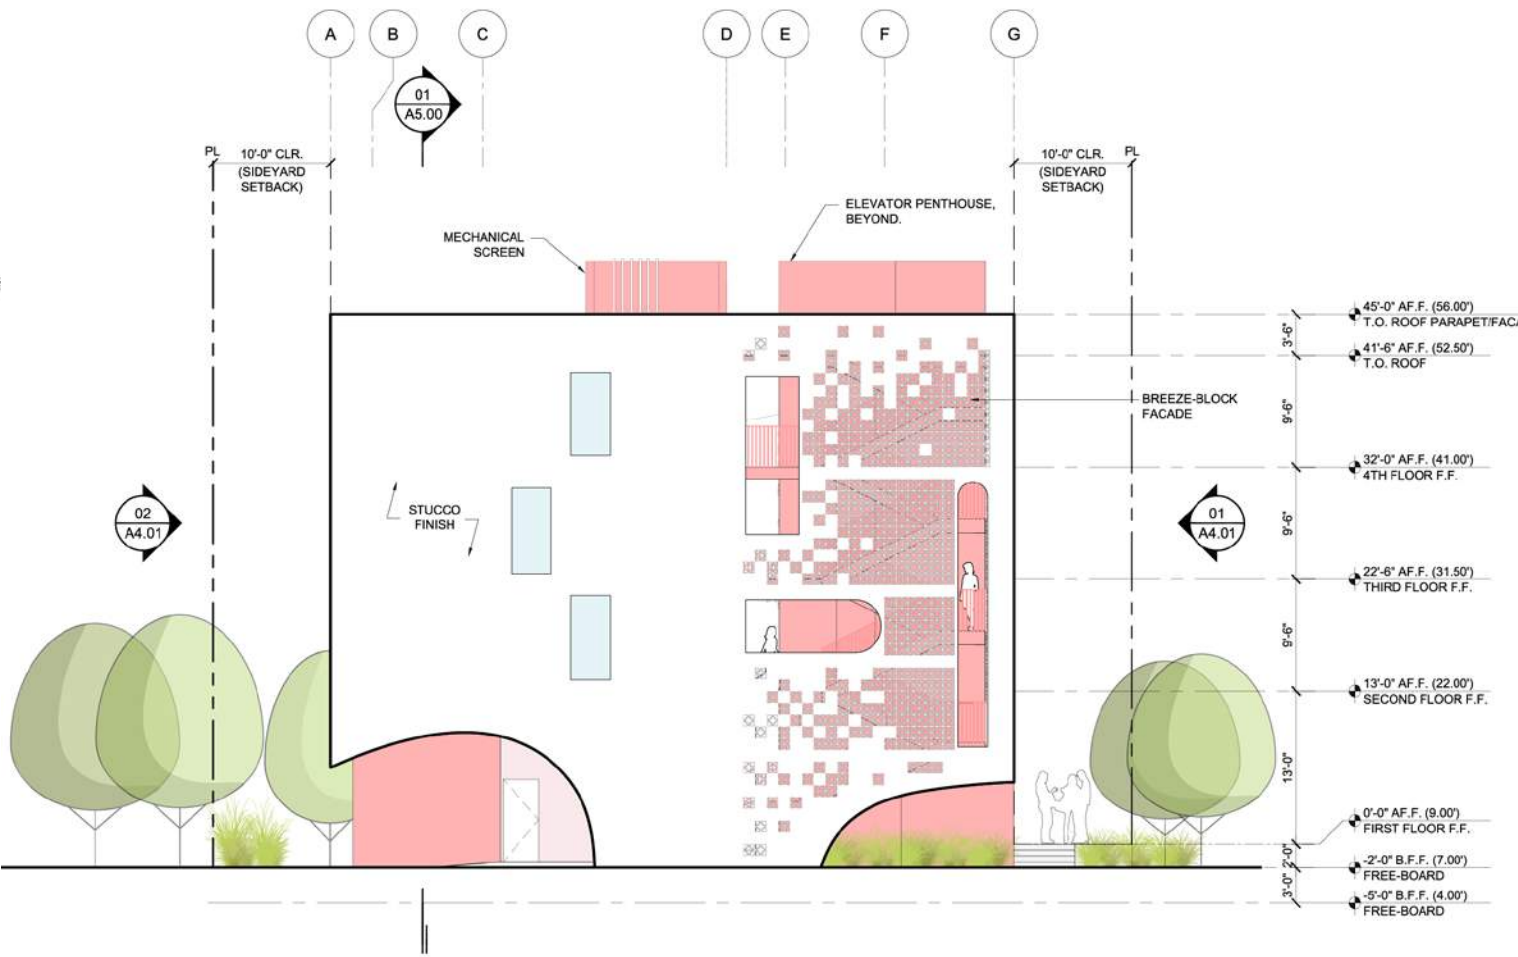 A B C D E F G
01
A5.00
PL 10'-0" CLR.
(SIDEYARD
SETBACK)
10'-0" CLR. PL
(SIDEYARD
SETBACK)
ELEVATOR PENTHOUSE,
BEYOND.
MECHANICAL
SCREEN
45'-0" AF.F. (56.00')
T.O. ROOF PARAPET/FAC
3'-6"
41'-6" AF.F. (52.50')
T.O. ROOF
BREEZE-BLOCK
FACADE
9'-6"
32'-0" AF.F. (41.00')
4TH FLOOR F.F.
STUCCO
FINISH
02
A4.01
01
A4.01
9'-6"
22'-6" AF.F. (31.50')
THIRD FLOOR F.F.
9'-6"
13'-0" AF.F. (22.00')
SECOND FLOOR F.F.
13'-0"
0'-0" AF.F. (9.00')
FIRST FLOOR F.F.
2'-0"
-2'-0" B.F.F. (7.00')
FREE-BOARD
3'-0"
-5'-0" B.F.F. (4.00')
FREE-BOARD